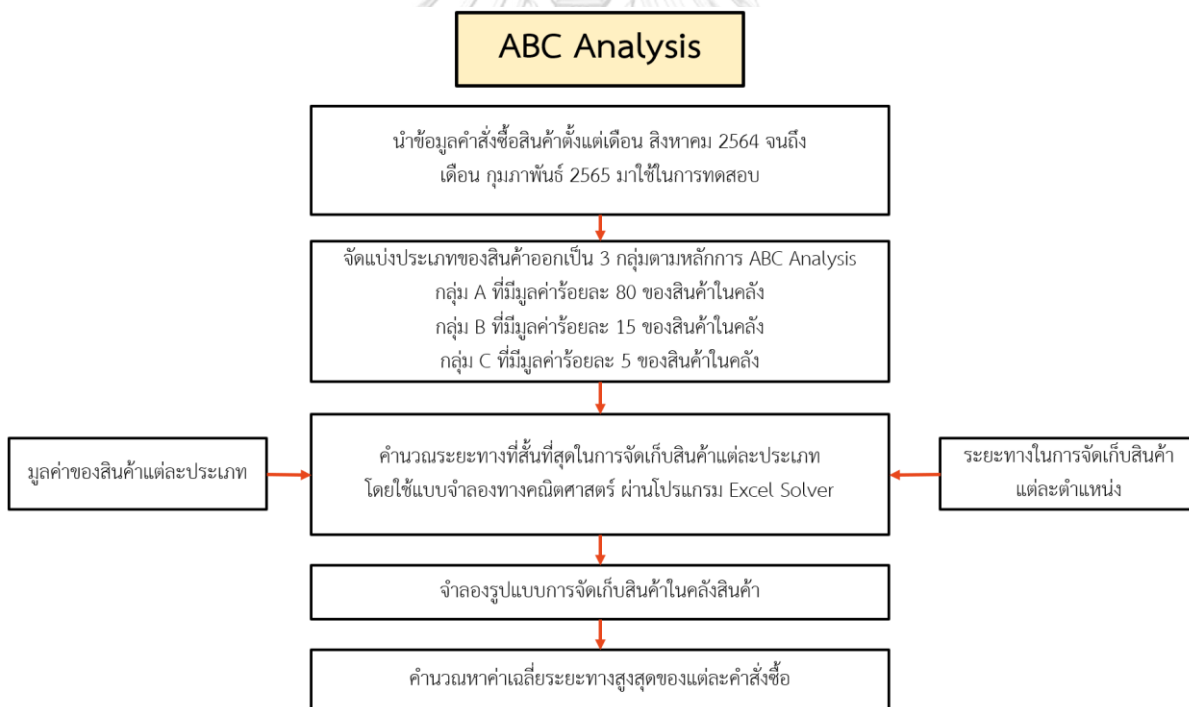 ABC Analysis
นำข้อมูลคำสั่งซื้อสินค้าตั้งแต่เดือน สิงหาคม 2564 จนถึง
เดือน กุมภาพันธ์ 2565 มาใช้ในการทดสอบ
จัดแบ่งประเภทของสินค้าออกเป็น 3 กลุ่มตามหลักการ ABC Analysis
กลุ่ม A ที่มีมูลค่าร้อยละ 80 ของสินค้าในคลัง
กลุ่ม B ที่มีมูลค่าร้อยละ 15 ของสินค้าในคลัง
กลุ่ม C ที่มีมูลค่าร้อยละ 5 ของสินค้าในคลัง
มูลค่าของสินค้าแต่ละประเภท
คำนวณระยะทางที่สั้นที่สุดในการจัดเก็บสินค้าแต่ละประเภท
โดยใช้แบบจำลองทางคณิตศาสตร์ ผ่านโปรแกรม Excel Solver
ระยะทางในการจัดเก็บสินค้า
แต่ละตำแหน่ง
จำลองรูปแบบการจัดเก็บสินค้าในคลังสินค้า
คำนวณหาค่าเฉลี่ยระยะทางสูงสุดของแต่ละคำสั่งซื้อ